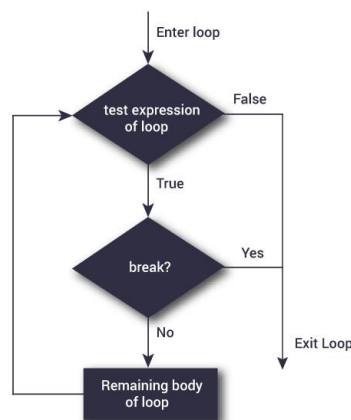 Enter loop
test expression
of loop
False
True
break?
Yes
No
Exit Loop
Remaining body
of loop